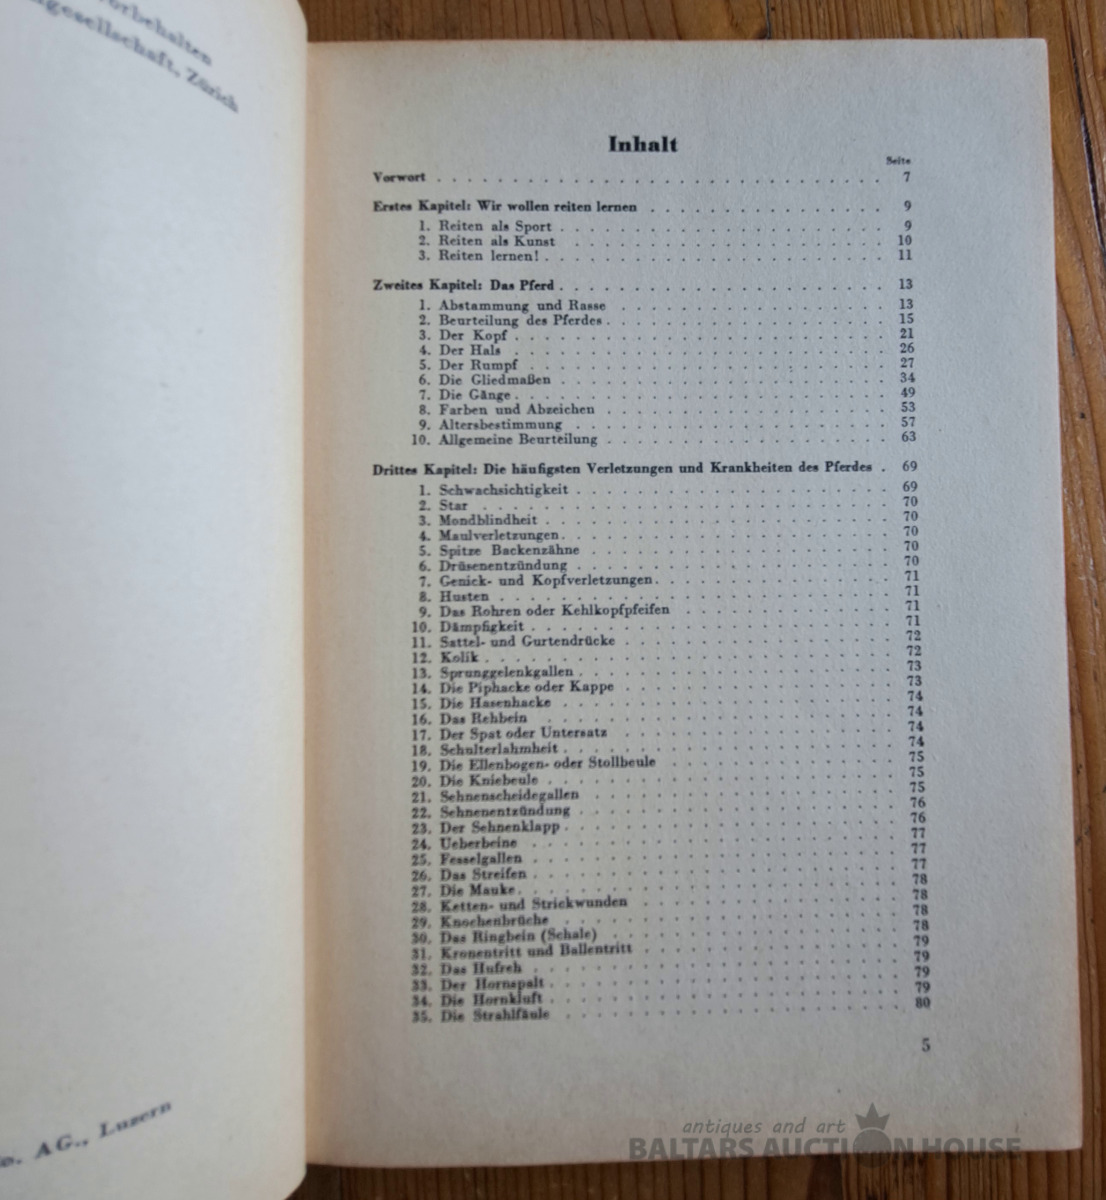 vorbehalten
gesellschaft, Zürich
AG., Luzern
Inhalt
Seite
Vorwort . . . 7
Erstes Kapitel: Wir wollen reiten lernen . . . 9
1. Reiten als Sport . . . 9
2. Reiten als Kunst . . . 10
3. Reiten lernen! . . . 11
Zweites Kapitel: Das Pferd . . . 13
1. Abstammung und Rasse . . . 13
2. Beurteilung des Pferdes . . . 15
3. Der Kopf . . . 21
4. Der Hals . . . 26
5. Der Rumpf . . . 27
6. Die Gliedmaßen . . . 34
7. Die Gänge . . . 49
8. Farben und Abzeichen . . . 53
9. Altersbestimmung . . . 57
10. Allgemeine Beurteilung . . . 63
Drittes Kapitel: Die häufigsten Verletzungen und Krankheiten des Pferdes . 69
1. Schwachsichtigkeit . . . 69
2. Star . . . 70
3. Mondblindheit . . . 70
4. Maulverletzungen . . . 70
5. Spitze Backenzähne . . . 70
6. Drüsenentzündung . . . 70
7. Genick- und Kopfverletzungen . . . 71
8. Husten . . . 71
9. Das Rohren oder Kehlkopfpfeifen . . . 71
10. Dämpfigkeit . . . 71
11. Sattel- und Gurtendrücke . . . 72
12. Kolik . . . 72
13. Sprunggelenkgallen . . . 73
14. Die Piphacke oder Kappe . . . 73
15. Die Hasenhacke . . . 74
16. Das Rehbein . . . 74
17. Der Spat oder Untersatz . . . 74
18. Schulterlahmheit . . . 74
19. Die Ellenbogen- oder Stollbeule . . . 75
20. Die Kniebeule . . . 75
21. Sehnenscheidegallen . . . 75
22. Sehnenentzündung . . . 76
23. Der Sehnenklapp . . . 76
24. Ueberbeine . . . 77
25. Fesselgallen . . . 77
26. Das Streifen . . . 77
27. Die Mauke . . . 78
28. Ketten- und Strickwunden . . . 78
29. Knochenbrüche . . . 78
30. Das Ringbein (Schale) . . . 78
31. Kronentritt und Ballentritt . . . 79
32. Das Hufreh . . . 79
33. Der Hornspalt . . . 79
34. Die Hornkluft . . . 79
35. Die Strahlfäule . . . 80
5
antiques and art
BALTARS AUCTION HOUSE